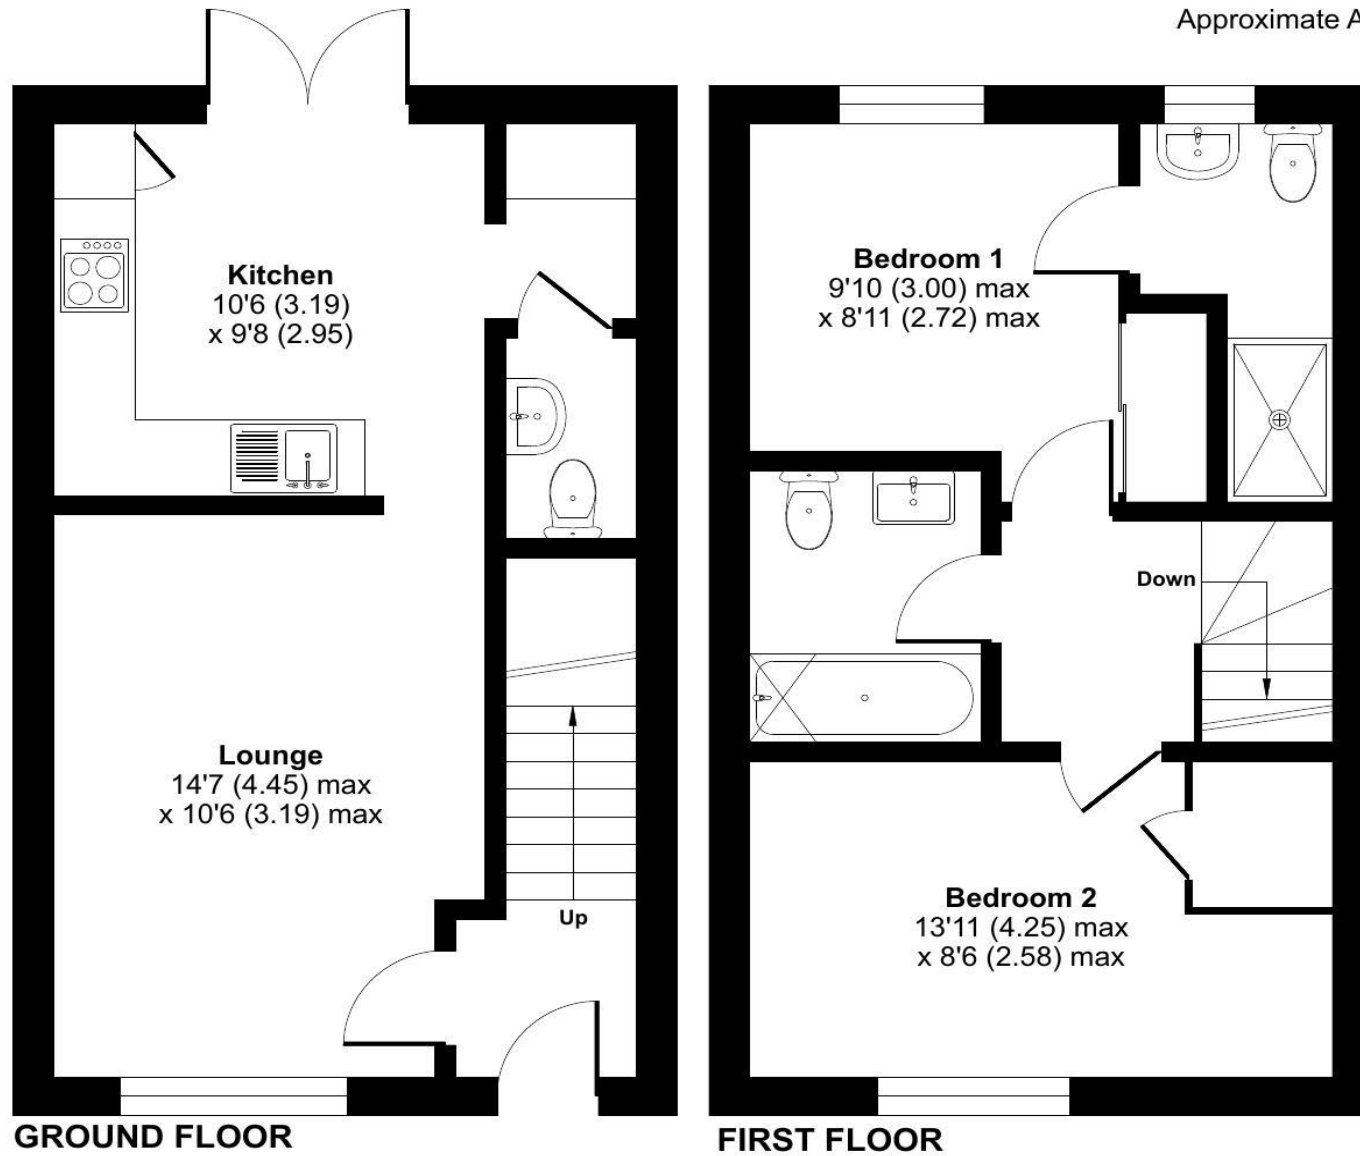 Approximate A
Kitchen
10'6 (3.19)
x 9'8 (2.95)
Lounge
14'7 (4.45) max
x 10'6 (3.19) max
Up
GROUND FLOOR
Bedroom 1
9'10 (3.00) max
x 8'11 (2.72) max
Down
Bedroom 2
13'11 (4.25) max
x 8'6 (2.58) max
FIRST FLOOR